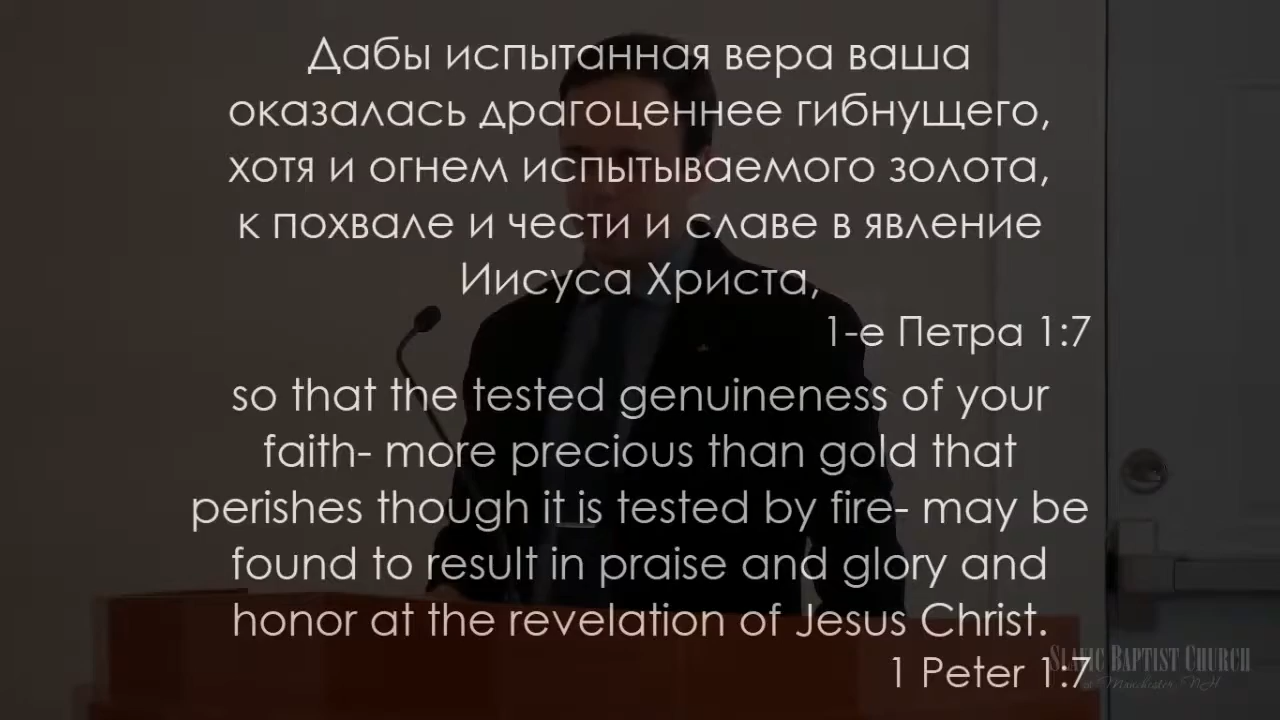 Дабы испытанная вера ваша
оказалась драгоценнее гибнущего,
хотя и огнем испытываемого золота,
к похвале и чести и славе в явление
Иисуса Христа,
1-е Петра 1:7
so that the tested genuineness of your
faith- more precious than gold that
perishes though it is tested by fire- may be
found to result in praise and glory and
honor at the revelation of Jesus Christ.
1 Peter 1:7
Slavic Baptist Church
of Manchester, NH